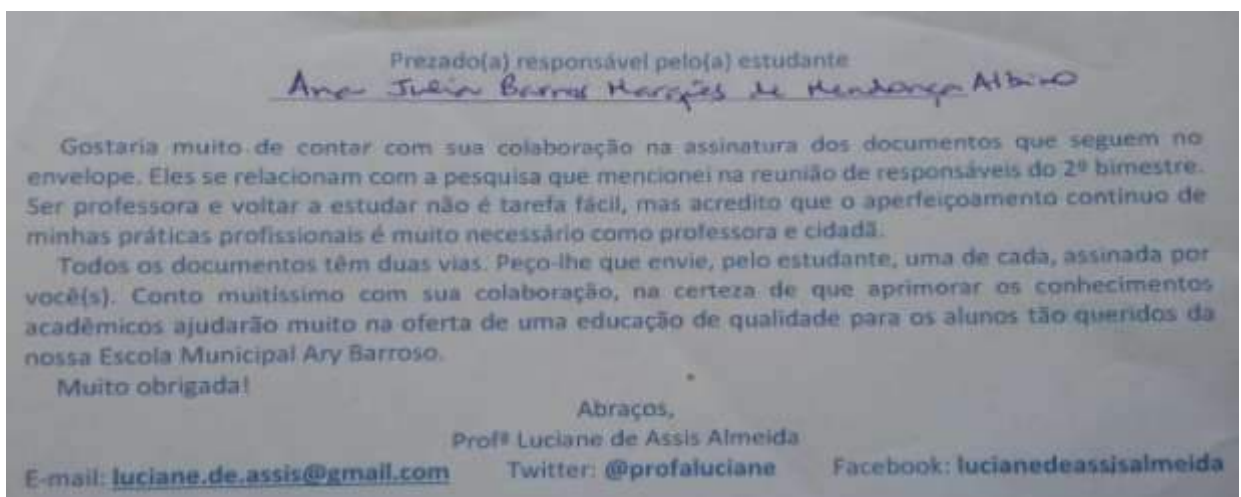 Prezado(a) responsável pelo(a) estudante
Ana Julia Barros Marques de Mendonça Albino
Gostaria muito de contar com sua colaboração na assinatura dos documentos que seguem no
envelope. Eles se relacionam com a pesquisa que mencionei na reunião de responsáveis do 2º bimestre.
Ser professora e voltar a estudar não é tarefa fácil, mas acredito que o aperfeiçoamento contínuo de
minhas práticas profissionais é muito necessário como professora e cidadã.
Todos os documentos têm duas vias. Peço-lhe que envie, pelo estudante, uma de cada, assinada por
você(s). Conto muitíssimo com sua colaboração, na certeza de que aprimorar os conhecimentos
acadêmicos ajudarão muito na oferta de uma educação de qualidade para os alunos tão queridos da
nossa Escola Municipal Ary Barroso.
Muito obrigada!
Abraços,
Profª Luciane de Assis Almeida
E-mail: luciane.de.assis@gmail.com Twitter: @profaluciane Facebook: lucianedeassisalmeida